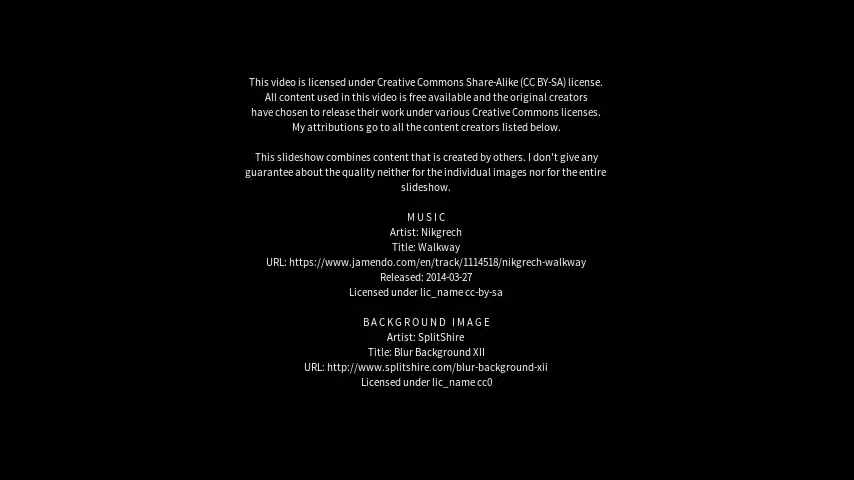 This video is licensed under Creative Commons Share-Alike (CC BY-SA) license.
All content used in this video is free available and the original creators
have chosen to release their work under various Creative Commons licenses.
My attributions go to all the content creators listed below.
This slideshow combines content that is created by others. I don't give any
guarantee about the quality neither for the individual images nor for the entire
slideshow.
MUSIC
Artist: Nikgrech
Title: Walkway
URL: https://www.jamendo.com/en/track/1114518/nikgrech-walkway
Released: 2014-03-27
Licensed under lic_name cc-by-sa
BACKGROUND IMAGE
Artist: SplitShire
Title: Blur Background XII
URL: http://www.splitshire.com/blur-background-xii
Licensed under lic_name cc0